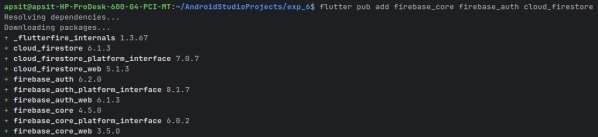 apsit@apsit-HP-ProDesk-600-G4-PCI-MT:~/AndroidStudioProjects/exp_6$ flutter pub add firebase_core firebase_auth cloud_firestore
Resolving dependencies...
Downloading packages...
+ _flutterfire_internals 1.3.67
+ cloud_firestore 6.1.3
+ cloud_firestore_platform_interface 7.0.7
+ cloud_firestore_web 5.1.3
+ firebase_auth 6.2.0
+ firebase_auth_platform_interface 8.1.7
+ firebase_auth_web 6.1.3
+ firebase_core 4.5.0
+ firebase_core_platform_interface 6.0.2
+ firebase_core_web 3.5.0